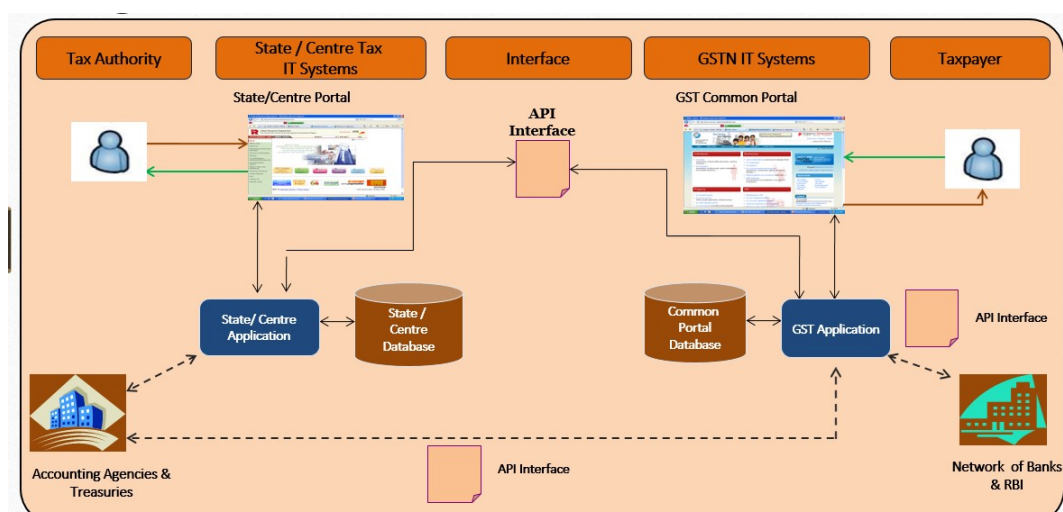 Tax Authority
State / Centre Tax
IT Systems
Interface
GSTN IT Systems
Taxpayer
State/Centre Portal
API
Interface
GST Common Portal
State/ Centre
Application
State /
Centre
Database
Common
Portal
Database
GST Application
API Interface
Accounting Agencies &
Treasuries
API Interface
Network of Banks
& RBI